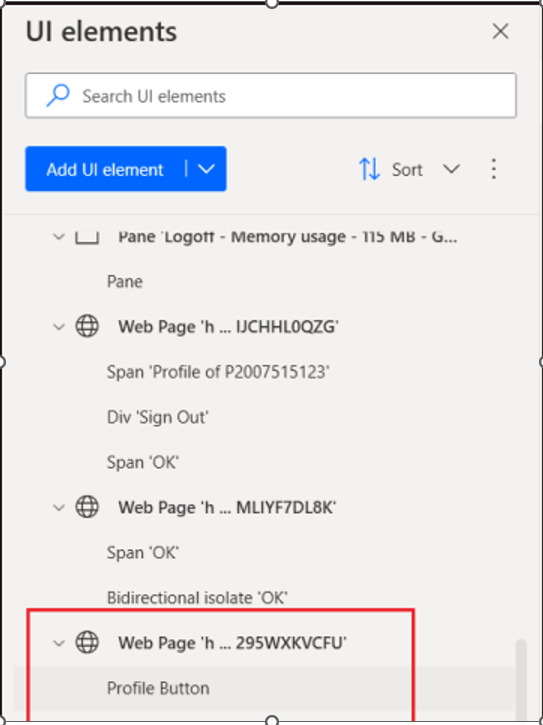 UI elements
Search UI elements
Add UI element
Sort
Pane 'Logoff - Memory usage - 115 MB - G...
Pane
Web Page 'h ... IJCHHL0QZG'
Span 'Profile of P2007515123'
Div 'Sign Out'
Span 'OK'
Web Page 'h ... MLIYF7DL8K'
Span 'OK'
Bidirectional isolate 'OK'
Web Page 'h ... 295WXKVCFU'
Profile Button